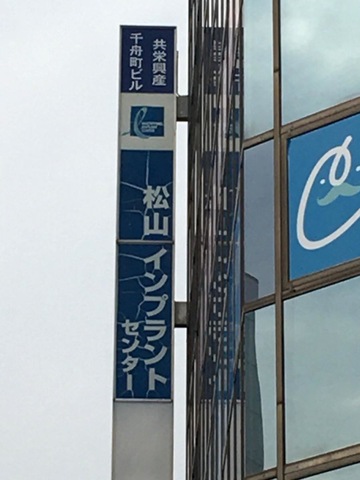 共栄興産
千舟町ビル
松山
インプラント
センター